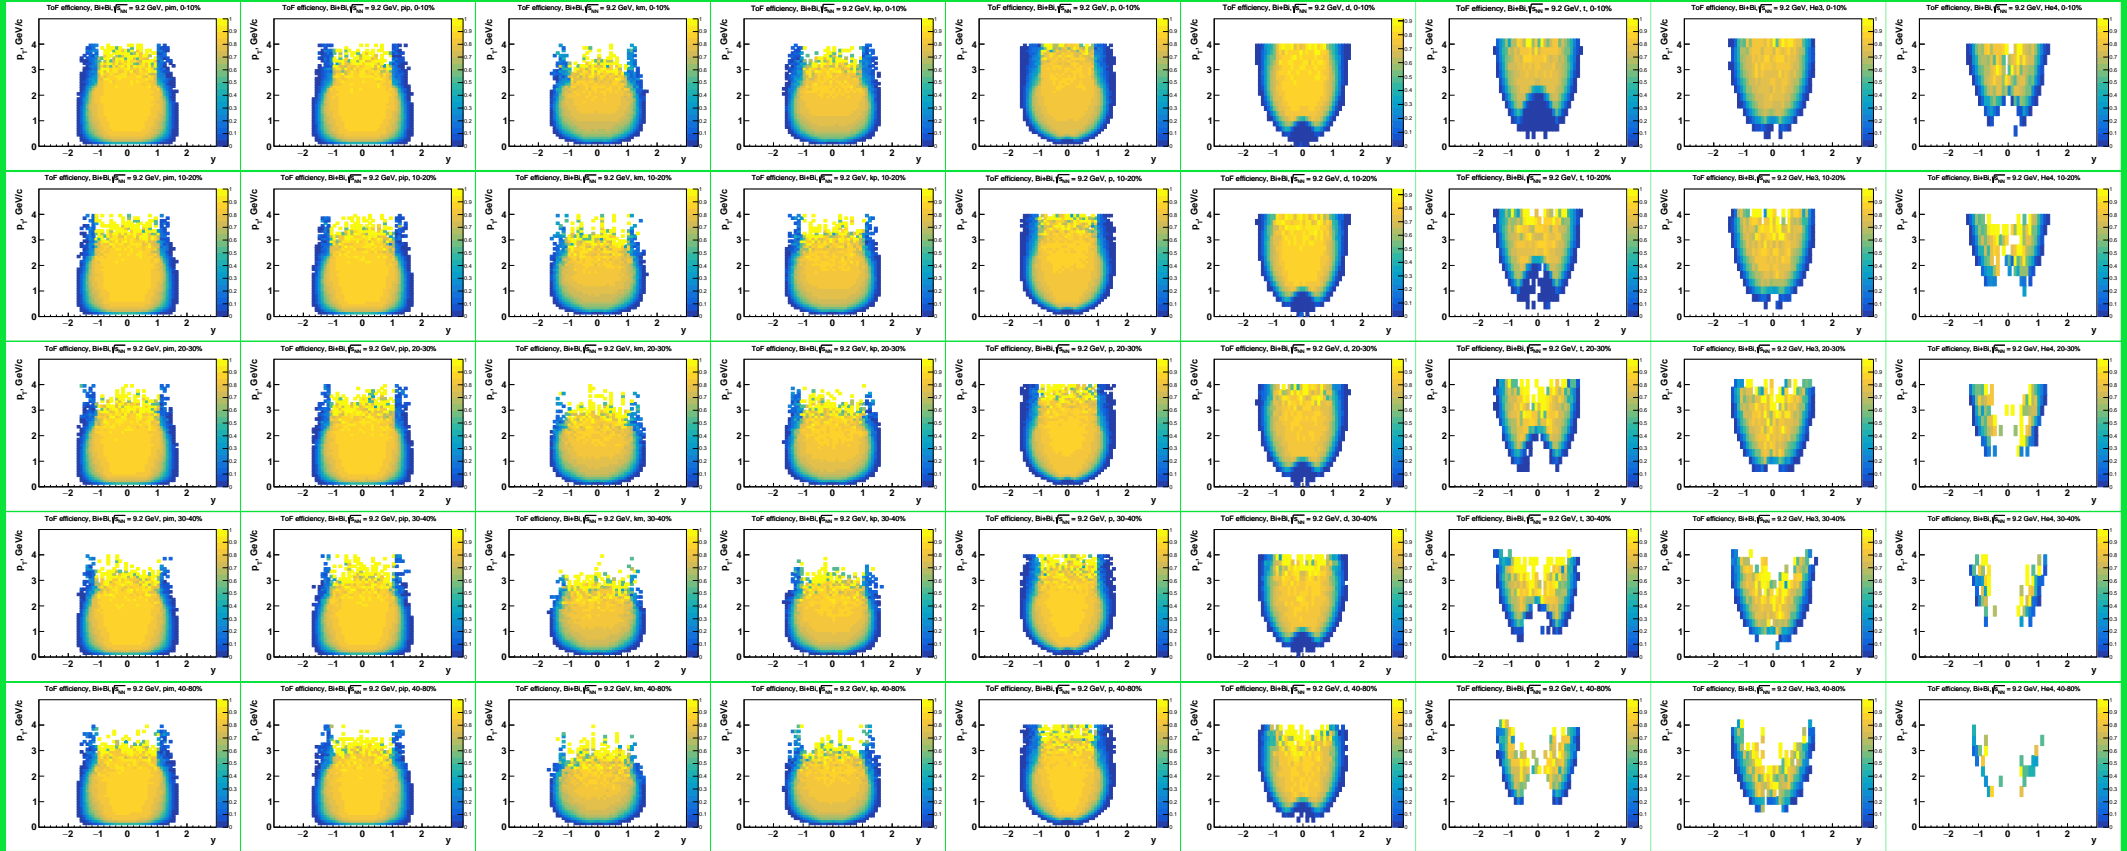 ToF efficiency, Bi+Bi, √sNN = 9.2 GeV, pim, 0-10%
ToF efficiency, Bi+Bi, √sNN = 9.2 GeV, pip, 0-10%
ToF efficiency, Bi+Bi, √sNN = 9.2 GeV, km, 0-10%
ToF efficiency, Bi+Bi, √sNN = 9.2 GeV, kp, 0-10%
ToF efficiency, Bi+Bi, √sNN = 9.2 GeV, p, 0-10%
ToF efficiency, Bi+Bi, √sNN = 9.2 GeV, d, 0-10%
ToF efficiency, Bi+Bi, √sNN = 9.2 GeV, t, 0-10%
ToF efficiency, Bi+Bi, √sNN = 9.2 GeV, He3, 0-10%
ToF efficiency, Bi+Bi, √sNN = 9.2 GeV, He4, 0-10%
pT, GeV/c
y
ToF efficiency, Bi+Bi, √sNN = 9.2 GeV, pim, 10-20%
ToF efficiency, Bi+Bi, √sNN = 9.2 GeV, pip, 10-20%
ToF efficiency, Bi+Bi, √sNN = 9.2 GeV, km, 10-20%
ToF efficiency, Bi+Bi, √sNN = 9.2 GeV, kp, 10-20%
ToF efficiency, Bi+Bi, √sNN = 9.2 GeV, p, 10-20%
ToF efficiency, Bi+Bi, √sNN = 9.2 GeV, d, 10-20%
ToF efficiency, Bi+Bi, √sNN = 9.2 GeV, t, 10-20%
ToF efficiency, Bi+Bi, √sNN = 9.2 GeV, He3, 10-20%
ToF efficiency, Bi+Bi, √sNN = 9.2 GeV, He4, 10-20%
pT, GeV/c
y
ToF efficiency, Bi+Bi, √sNN = 9.2 GeV, pim, 20-30%
ToF efficiency, Bi+Bi, √sNN = 9.2 GeV, pip, 20-30%
ToF efficiency, Bi+Bi, √sNN = 9.2 GeV, km, 20-30%
ToF efficiency, Bi+Bi, √sNN = 9.2 GeV, kp, 20-30%
ToF efficiency, Bi+Bi, √sNN = 9.2 GeV, p, 20-30%
ToF efficiency, Bi+Bi, √sNN = 9.2 GeV, d, 20-30%
ToF efficiency, Bi+Bi, √sNN = 9.2 GeV, t, 20-30%
ToF efficiency, Bi+Bi, √sNN = 9.2 GeV, He3, 20-30%
ToF efficiency, Bi+Bi, √sNN = 9.2 GeV, He4, 20-30%
pT, GeV/c
y
ToF efficiency, Bi+Bi, √sNN = 9.2 GeV, pim, 30-40%
ToF efficiency, Bi+Bi, √sNN = 9.2 GeV, pip, 30-40%
ToF efficiency, Bi+Bi, √sNN = 9.2 GeV, km, 30-40%
ToF efficiency, Bi+Bi, √sNN = 9.2 GeV, kp, 30-40%
ToF efficiency, Bi+Bi, √sNN = 9.2 GeV, p, 30-40%
ToF efficiency, Bi+Bi, √sNN = 9.2 GeV, d, 30-40%
ToF efficiency, Bi+Bi, √sNN = 9.2 GeV, t, 30-40%
ToF efficiency, Bi+Bi, √sNN = 9.2 GeV, He3, 30-40%
ToF efficiency, Bi+Bi, √sNN = 9.2 GeV, He4, 30-40%
pT, GeV/c
y
ToF efficiency, Bi+Bi, √sNN = 9.2 GeV, pim, 40-80%
ToF efficiency, Bi+Bi, √sNN = 9.2 GeV, pip, 40-80%
ToF efficiency, Bi+Bi, √sNN = 9.2 GeV, km, 40-80%
ToF efficiency, Bi+Bi, √sNN = 9.2 GeV, kp, 40-80%
ToF efficiency, Bi+Bi, √sNN = 9.2 GeV, p, 40-80%
ToF efficiency, Bi+Bi, √sNN = 9.2 GeV, d, 40-80%
ToF efficiency, Bi+Bi, √sNN = 9.2 GeV, t, 40-80%
ToF efficiency, Bi+Bi, √sNN = 9.2 GeV, He3, 40-80%
ToF efficiency, Bi+Bi, √sNN = 9.2 GeV, He4, 40-80%
pT, GeV/c
y